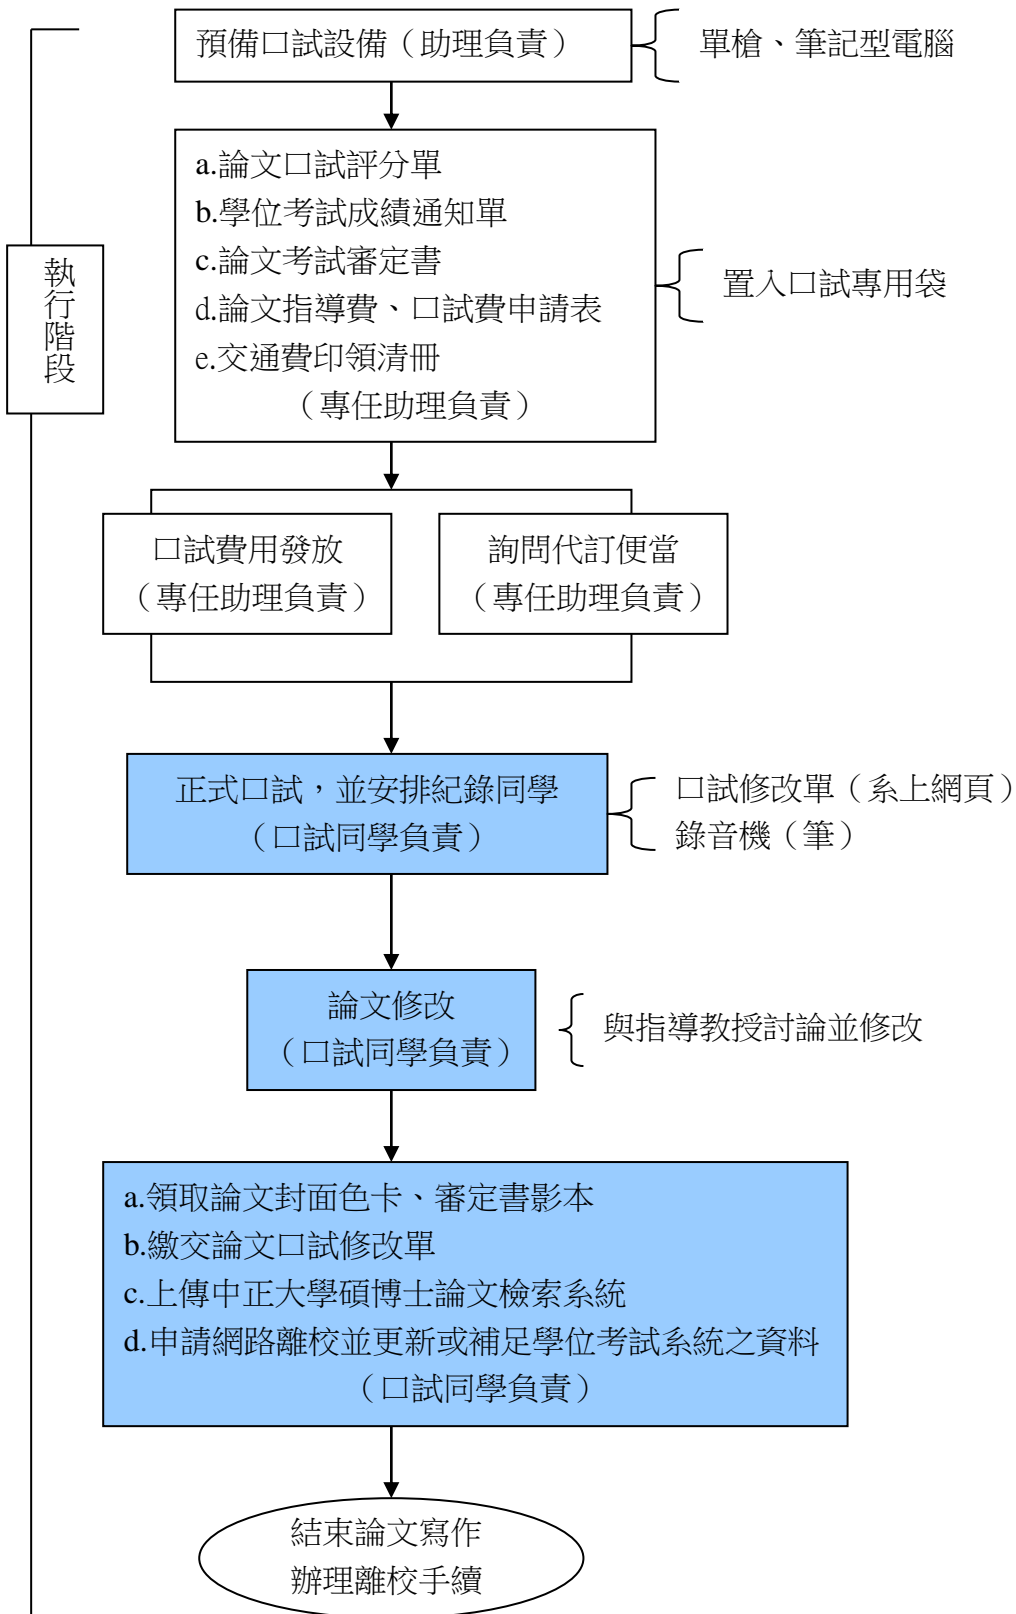 預備口試設備（助理負責）
單槍、筆記型電腦
a.論文口試評分單
b.學位考試成績通知單
c.論文考試審定書
d.論文指導費、口試費申請表
e.交通費印領清冊
（專任助理負責）
置入口試專用袋
執行階段
口試費用發放
（專任助理負責）
詢問代訂便當
（專任助理負責）
正式口試，並安排紀錄同學
（口試同學負責）
口試修改單（系上網頁）
錄音機（筆）
論文修改
（口試同學負責）
與指導教授討論並修改
a.領取論文封面色卡、審定書影本
b.繳交論文口試修改單
c.上傳中正大學碩博士論文檢索系統
d.申請網路離校並更新或補足學位考試系統之資料
（口試同學負責）
結束論文寫作
辦理離校手續